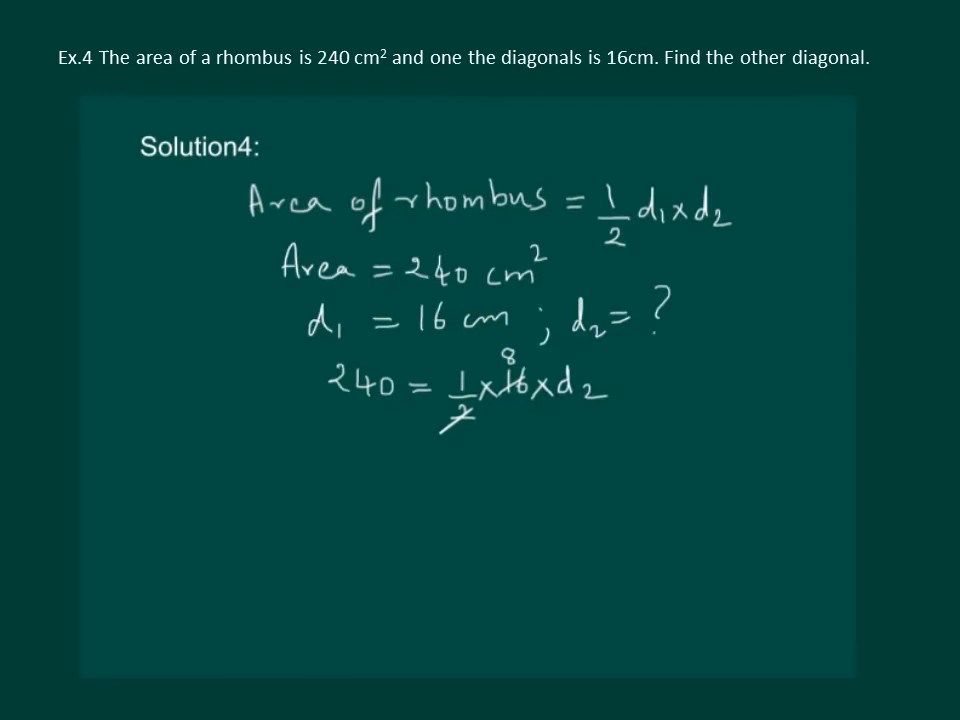 Ex.4 The area of a rhombus is 240 cm² and one the diagonals is 16cm. Find the other diagonal.
Solution4:
Area of rhombus = 1/2 d₁ x d₂
Area = 240 cm²
d₁ = 16 cm ; d₂ = ?
8
240 = 1/2 x 16 x d₂